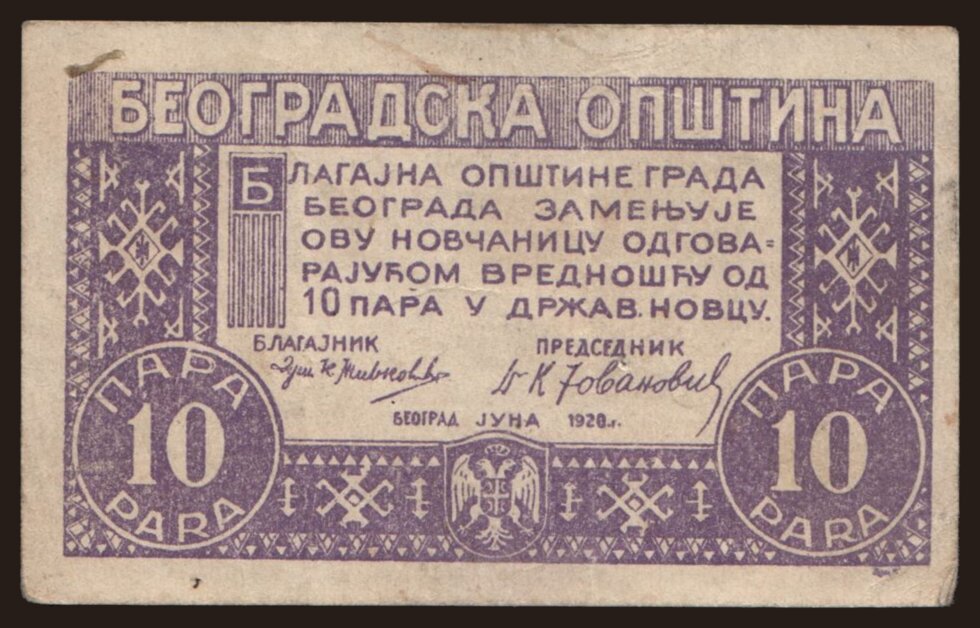 БЕОГРАДСКА ОПШТИНА
БЛАГАЈНА ОПШТИНЕ ГРАДА
БЕОГРАДА ЗАМЕЊУЈЕ
ОВУ НОВЧАНИЦУ ОДГОВА=
РАЈУЋОМ ВРЕДНОШЋУ ОД
10 ПАРА У ДРЖАВ. НОВЦУ.
БЛАГАЈНИК ПРЕДСЕДНИК
К. Јовановић
БЕОГРАД ЈУНА 1920.г.
ПАРА
10
PARA
ПАРА
10
PARA